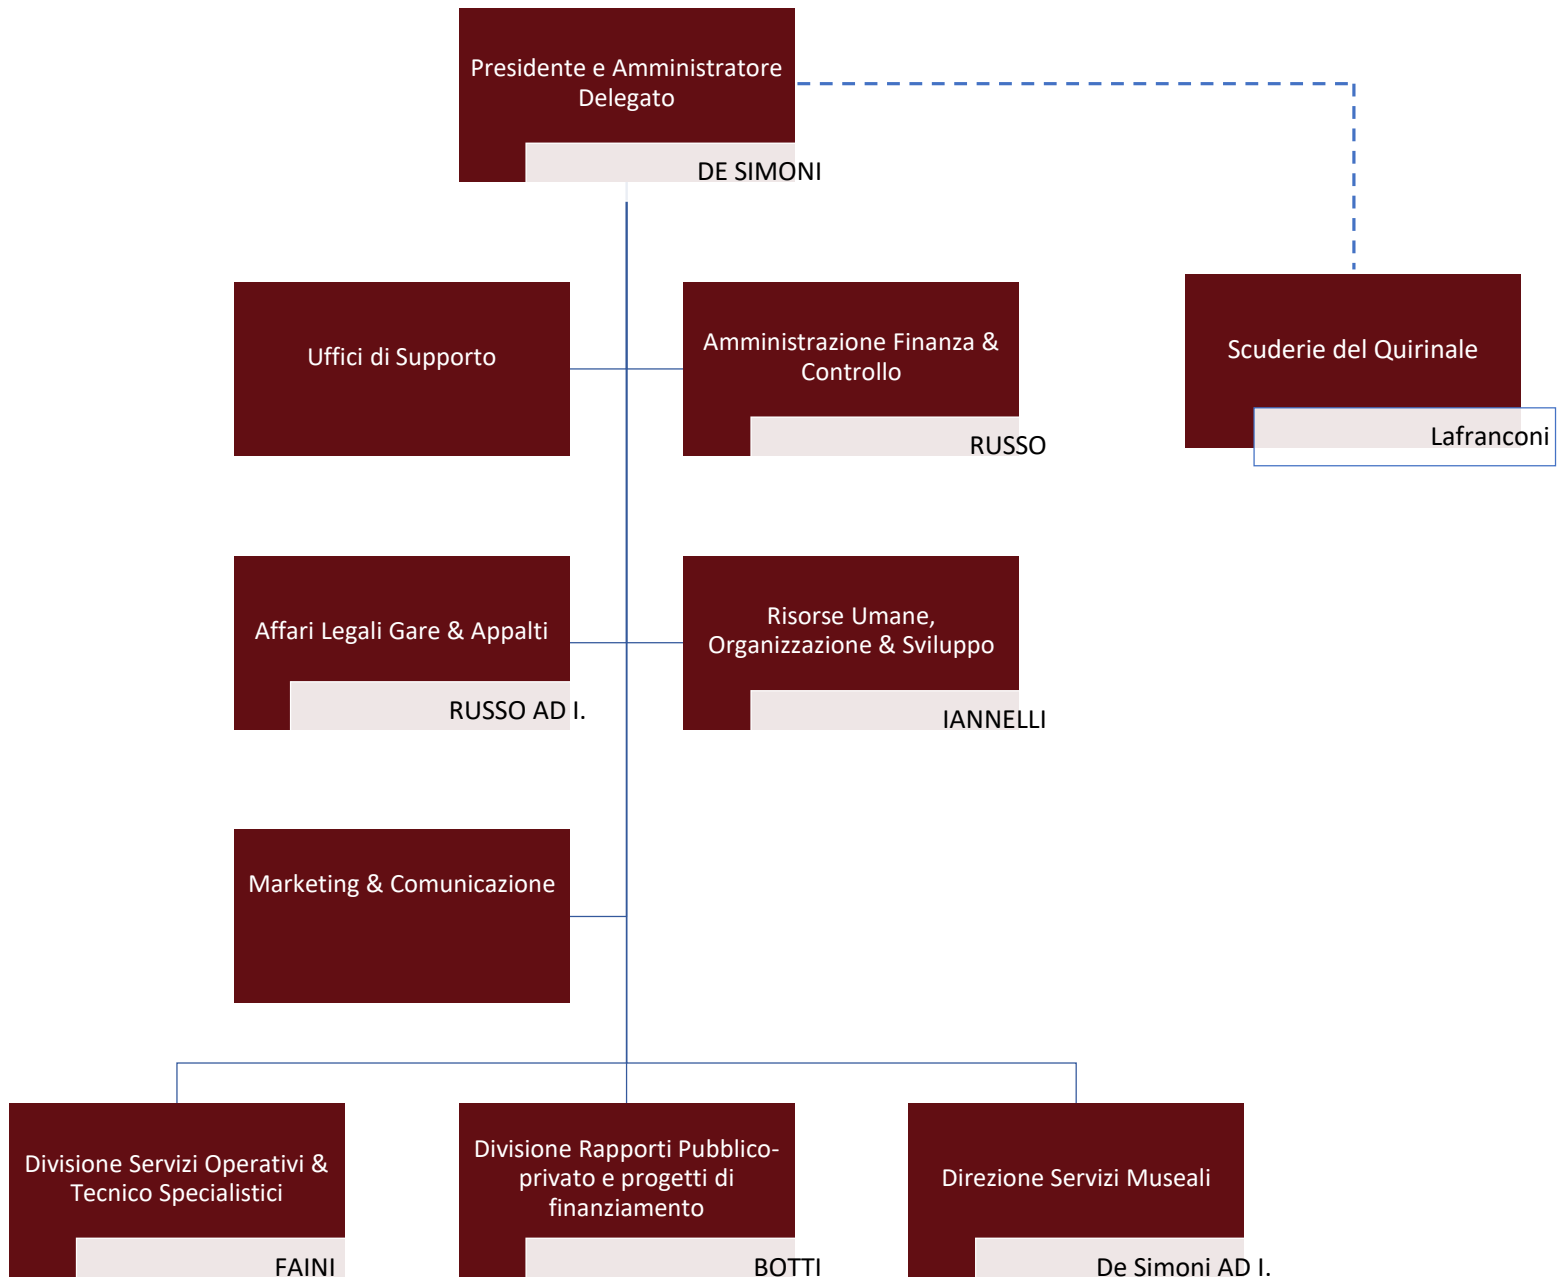 Presidente e Amministratore
Delegato
DE SIMONI
Uffici di Supporto
Amministrazione Finanza &
Controllo
RUSSO
Scuderie del Quirinale
Lafranconi
Affari Legali Gare & Appalti
RUSSO AD I.
Risorse Umane,
Organizzazione & Sviluppo
IANNELLI
Marketing & Comunicazione
Divisione Servizi Operativi &
Tecnico Specialistici
FAINI
Divisione Rapporti Pubblico-
privato e progetti di
finanziamento
BOTTI
Direzione Servizi Museali
De Simoni AD I.